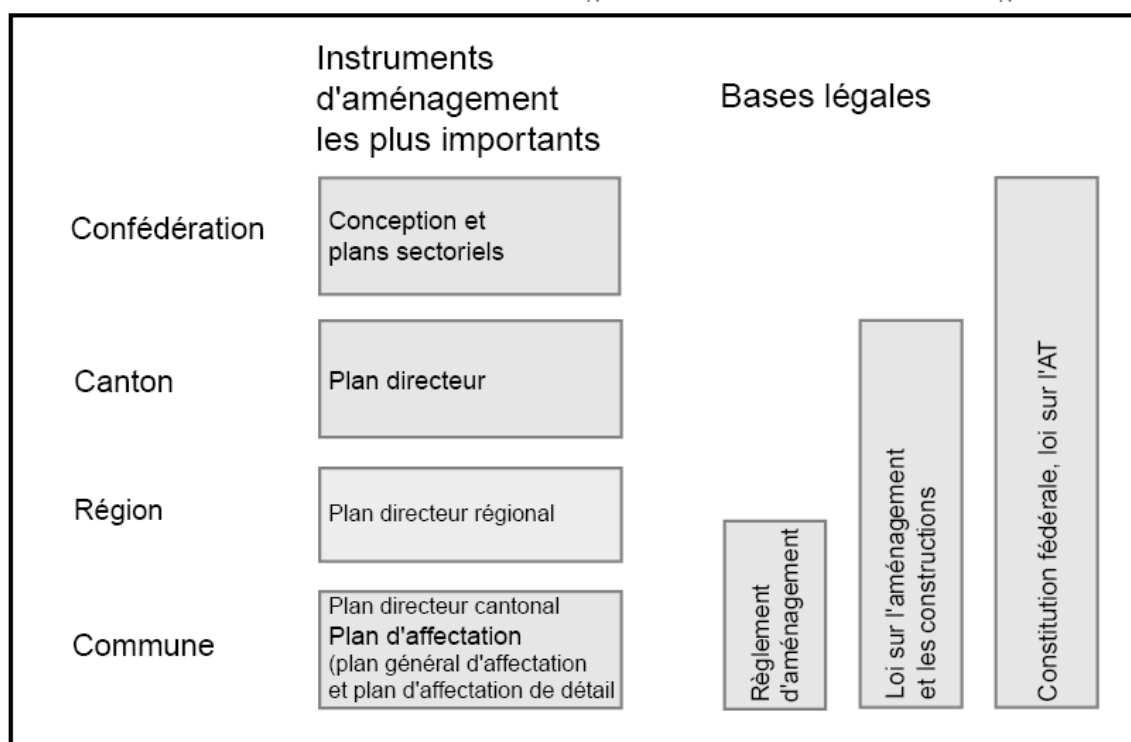 Instruments
d'aménagement
les plus importants
Bases légales
Confédération
Conception et
plans sectoriels
Canton
Plan directeur
Région
Plan directeur régional
Commune
Plan directeur cantonal
Plan d'affectation
(plan général d'affectation
et plan d'affectation de détail
Règlement
d'aménagement
Loi sur l'aménagement
et les constructions
Constitution fédérale, loi sur l'AT